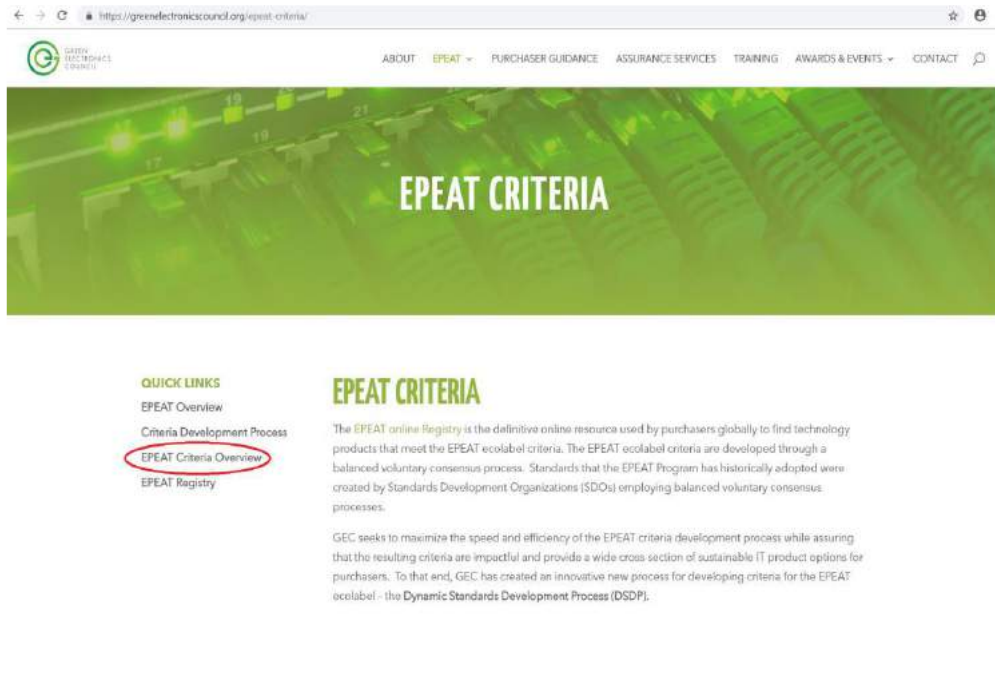 https://greenelectronicscouncil.org/epeat-criteria/
GREEN
ELECTRONICS
COUNCIL
ABOUT EPEAT PURCHASER GUIDANCE ASSURANCE SERVICES TRAINING AWARDS & EVENTS CONTACT
19 20
19 21
17
EPEAT CRITERIA
QUICK LINKS
EPEAT Overview
Criteria Development Process
EPEAT Criteria Overview
EPEAT Registry
EPEAT CRITERIA
The EPEAT online Registry is the definitive online resource used by purchasers globally to find technology
products that meet the EPEAT ecolabel criteria. The EPEAT ecolabel criteria are developed through a
balanced voluntary consensus process. Standards that the EPEAT Program has historically adopted were
created by Standards Development Organizations (SDOs) employing balanced voluntary consensus
processes.
GEC seeks to maximize the speed and efficiency of the EPEAT criteria development process while assuring
that the resulting criteria are impactful and provide a wide cross section of sustainable IT product options for
purchasers. To that end, GEC has created an innovative new process for developing criteria for the EPEAT
ecolabel - the Dynamic Standards Development Process (DSDP).